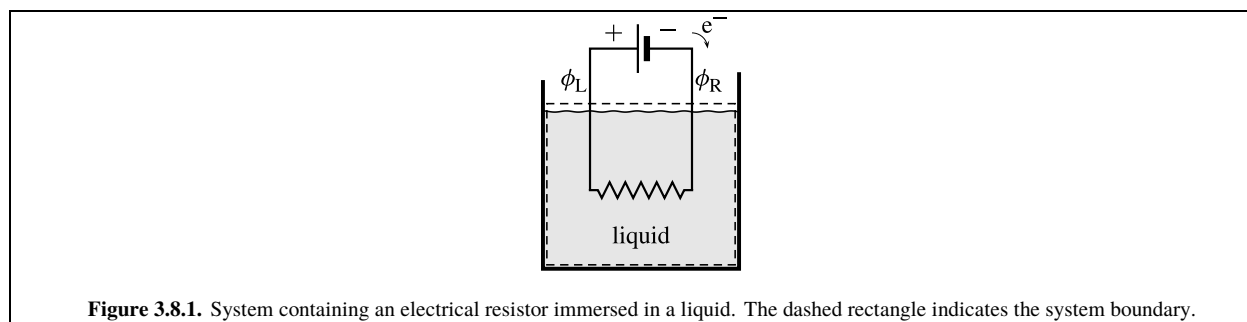 + − e−
ϕL ϕR
liquid
Figure 3.8.1. System containing an electrical resistor immersed in a liquid. The dashed rectangle indicates the system boundary.